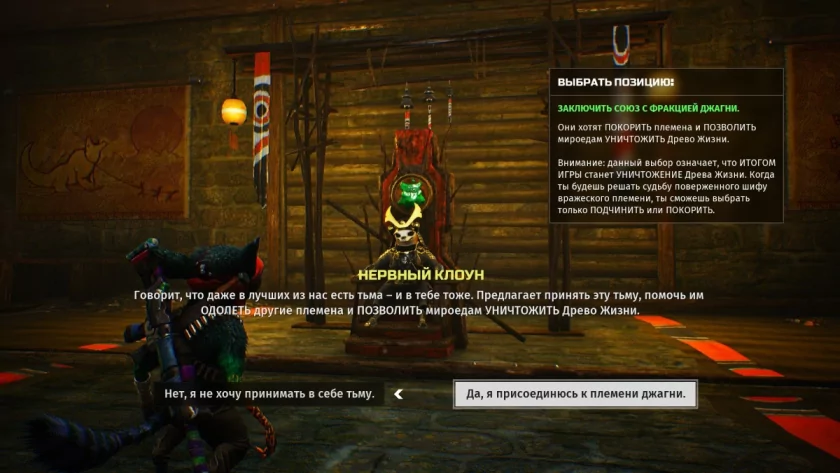 ВЫБРАТЬ ПОЗИЦИЮ:
ЗАКЛЮЧИТЬ СОЮЗ С ФРАКЦИЕЙ ДЖАГНИ.
Они хотят ПОКОРИТЬ племена и ПОЗВОЛИТЬ
мироедам УНИЧТОЖИТЬ Древо Жизни.
Внимание: данный выбор означает, что ИТОГОМ
ИГРЫ станет УНИЧТОЖЕНИЕ Древа Жизни. Когда
ты будешь решать судьбу поверженного шифу
вражеского племени, ты сможешь выбрать
только ПОДЧИНИТЬ или ПОКОРИТЬ.
НЕРВНЫЙ КЛОУН
Говорит, что даже в лучших из нас есть тьма – и в тебе тоже. Предлагает принять эту тьму, помочь им
ОДОЛЕТЬ другие племена и ПОЗВОЛИТЬ мироедам УНИЧТОЖИТЬ Древо Жизни.
Нет, я не хочу принимать в себе тьму.
Да, я присоединюсь к племени джагни.